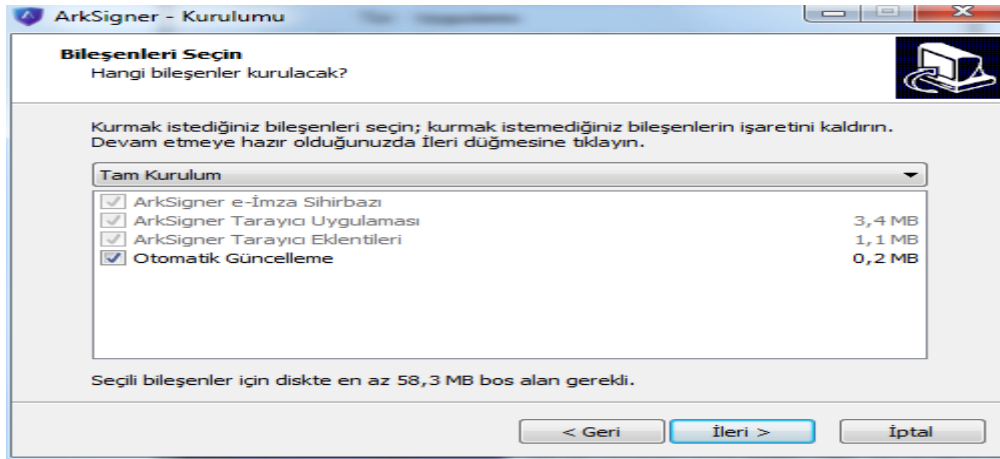 ArkSigner - Kurulumu
Bileşenleri Seçin
Hangi bileşenler kurulacak?
Kurmak istediğiniz bileşenleri seçin; kurmak istemediğiniz bileşenlerin işaretini kaldırın.
Devam etmeye hazır olduğunuzda İleri düğmesine tıklayın.
Tam Kurulum
ArkSigner e-İmza Sihirbazı
ArkSigner Tarayıcı Uygulaması 3,4 MB
ArkSigner Tarayıcı Eklentileri 1,1 MB
Otomatik Güncelleme 0,2 MB
Seçili bileşenler için diskte en az 58,3 MB bos alan gerekli.
< Geri İleri > İptal